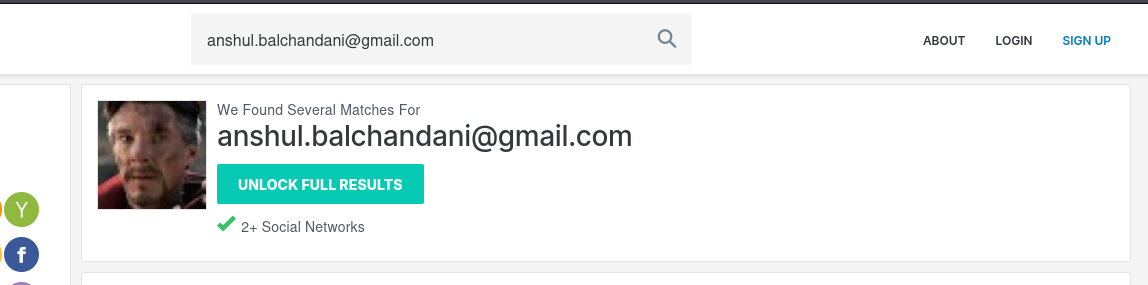 anshul.balchandani@gmail.com
ABOUT LOGIN SIGN UP
We Found Several Matches For
anshul.balchandani@gmail.com
UNLOCK FULL RESULTS
2+ Social Networks
Y
f